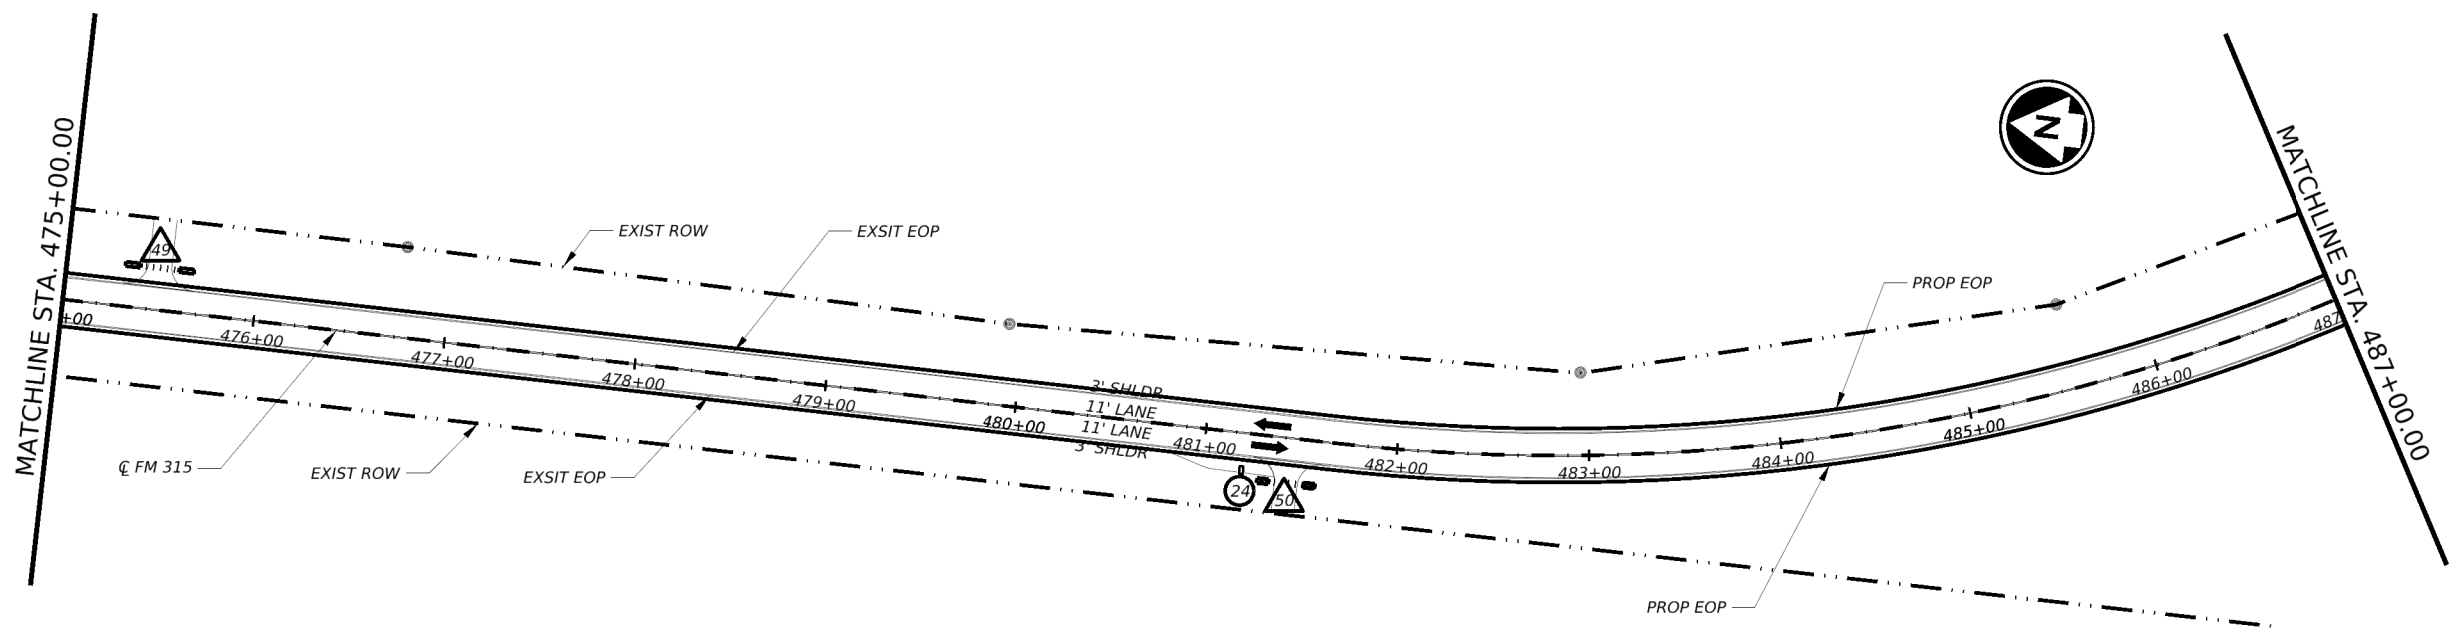 MATCHLINE STA. 475+00.00
N
MATCHLINE STA. 487+00.00
EXIST ROW
EXSIT EOP
49
PROP EOP
+00
476+00
477+00
478+00
479+00
480+00
481+00
482+00
483+00
484+00
485+00
486+00
487
3' SHLDR
11' LANE
11' LANE
3' SHLDR
℄ FM 315
EXIST ROW
EXSIT EOP
24
50
PROP EOP